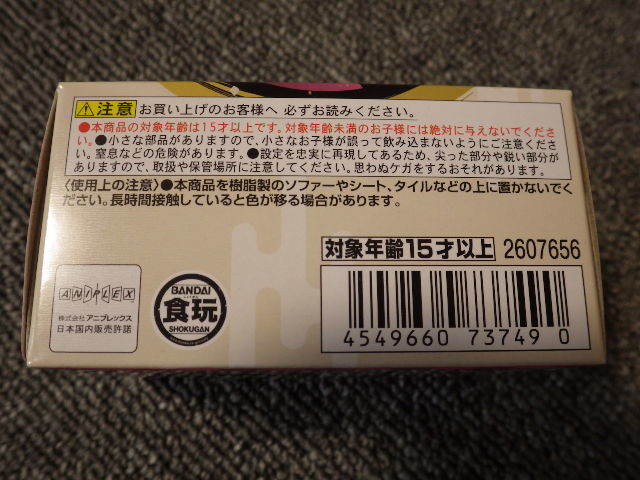 ⚠注意 お買い上げのお客様へ 必ずお読みください。
●本商品の対象年齢は15才以上です。対象年齢未満のお子様には絶対に与えないでくださ
い。●小さな部品がありますので、小さなお子様が誤って飲み込まないようにご注意くださ
い。窒息などの危険があります。●設定を忠実に再現してあるため、尖った部分や鋭い部分が
ありますので、取扱や保管場所に注意してください。思わぬケガをするおそれがあります。
〈使用上の注意〉●本商品を樹脂製のソファーやシート、タイルなどの上に置かないでく
ださい。長時間接触していると色が移る場合があります。
対象年齢15才以上 2607656
ANIPLEX
株式会社 アニプレックス
日本国内販売許諾
BANDAI
食玩
SHOKUGAN
4549660 737490